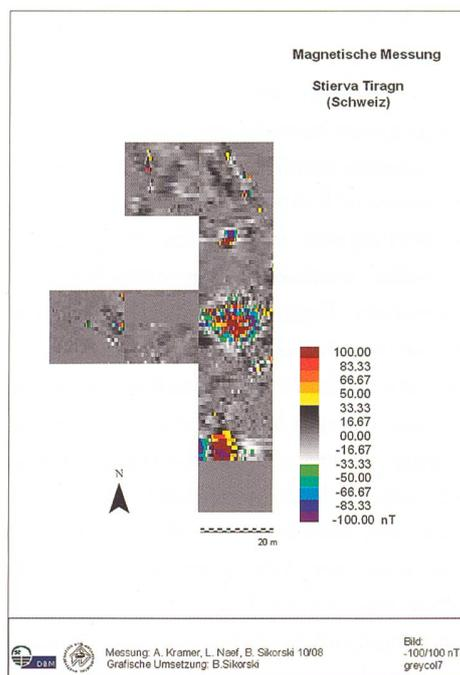 Magnetische Messung
Stierva Tiragn
(Schweiz)
100.00
83.33
66.67
50.00
33.33
16.67
00.00
-16.67
-33.33
-50.00
-66.67
-83.33
-100.00 nT
N
20 m
DBM
Messung: A. Kramer, L. Naef, B. Sikorski 10/08
Grafische Umsetzung: B.Sikorski
Bild:
-100/100 nT
greycol7